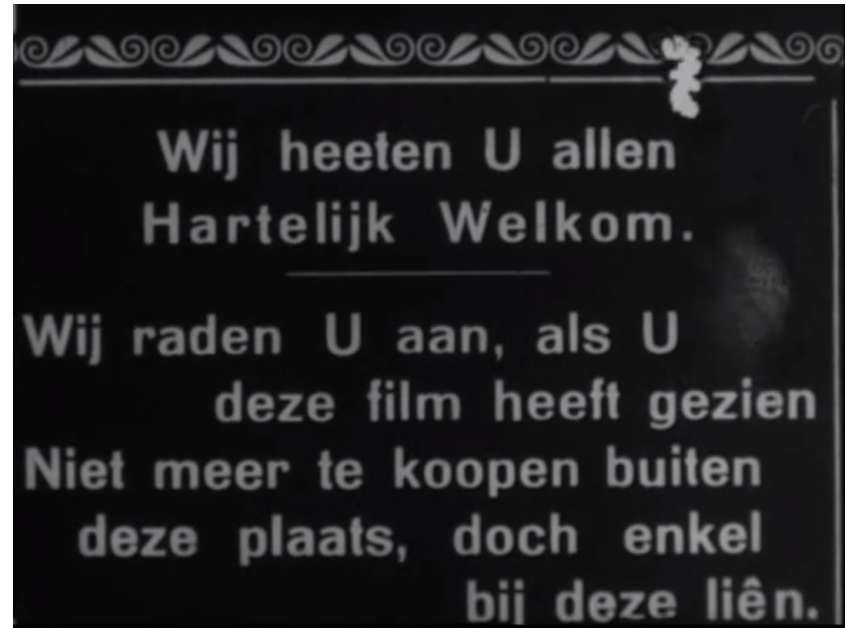 Wij heeten U allen
Hartelijk Welkom.
Wij raden U aan, als U
deze film heeft gezien
Niet meer te koopen buiten
deze plaats, doch enkel
bij deze liên.